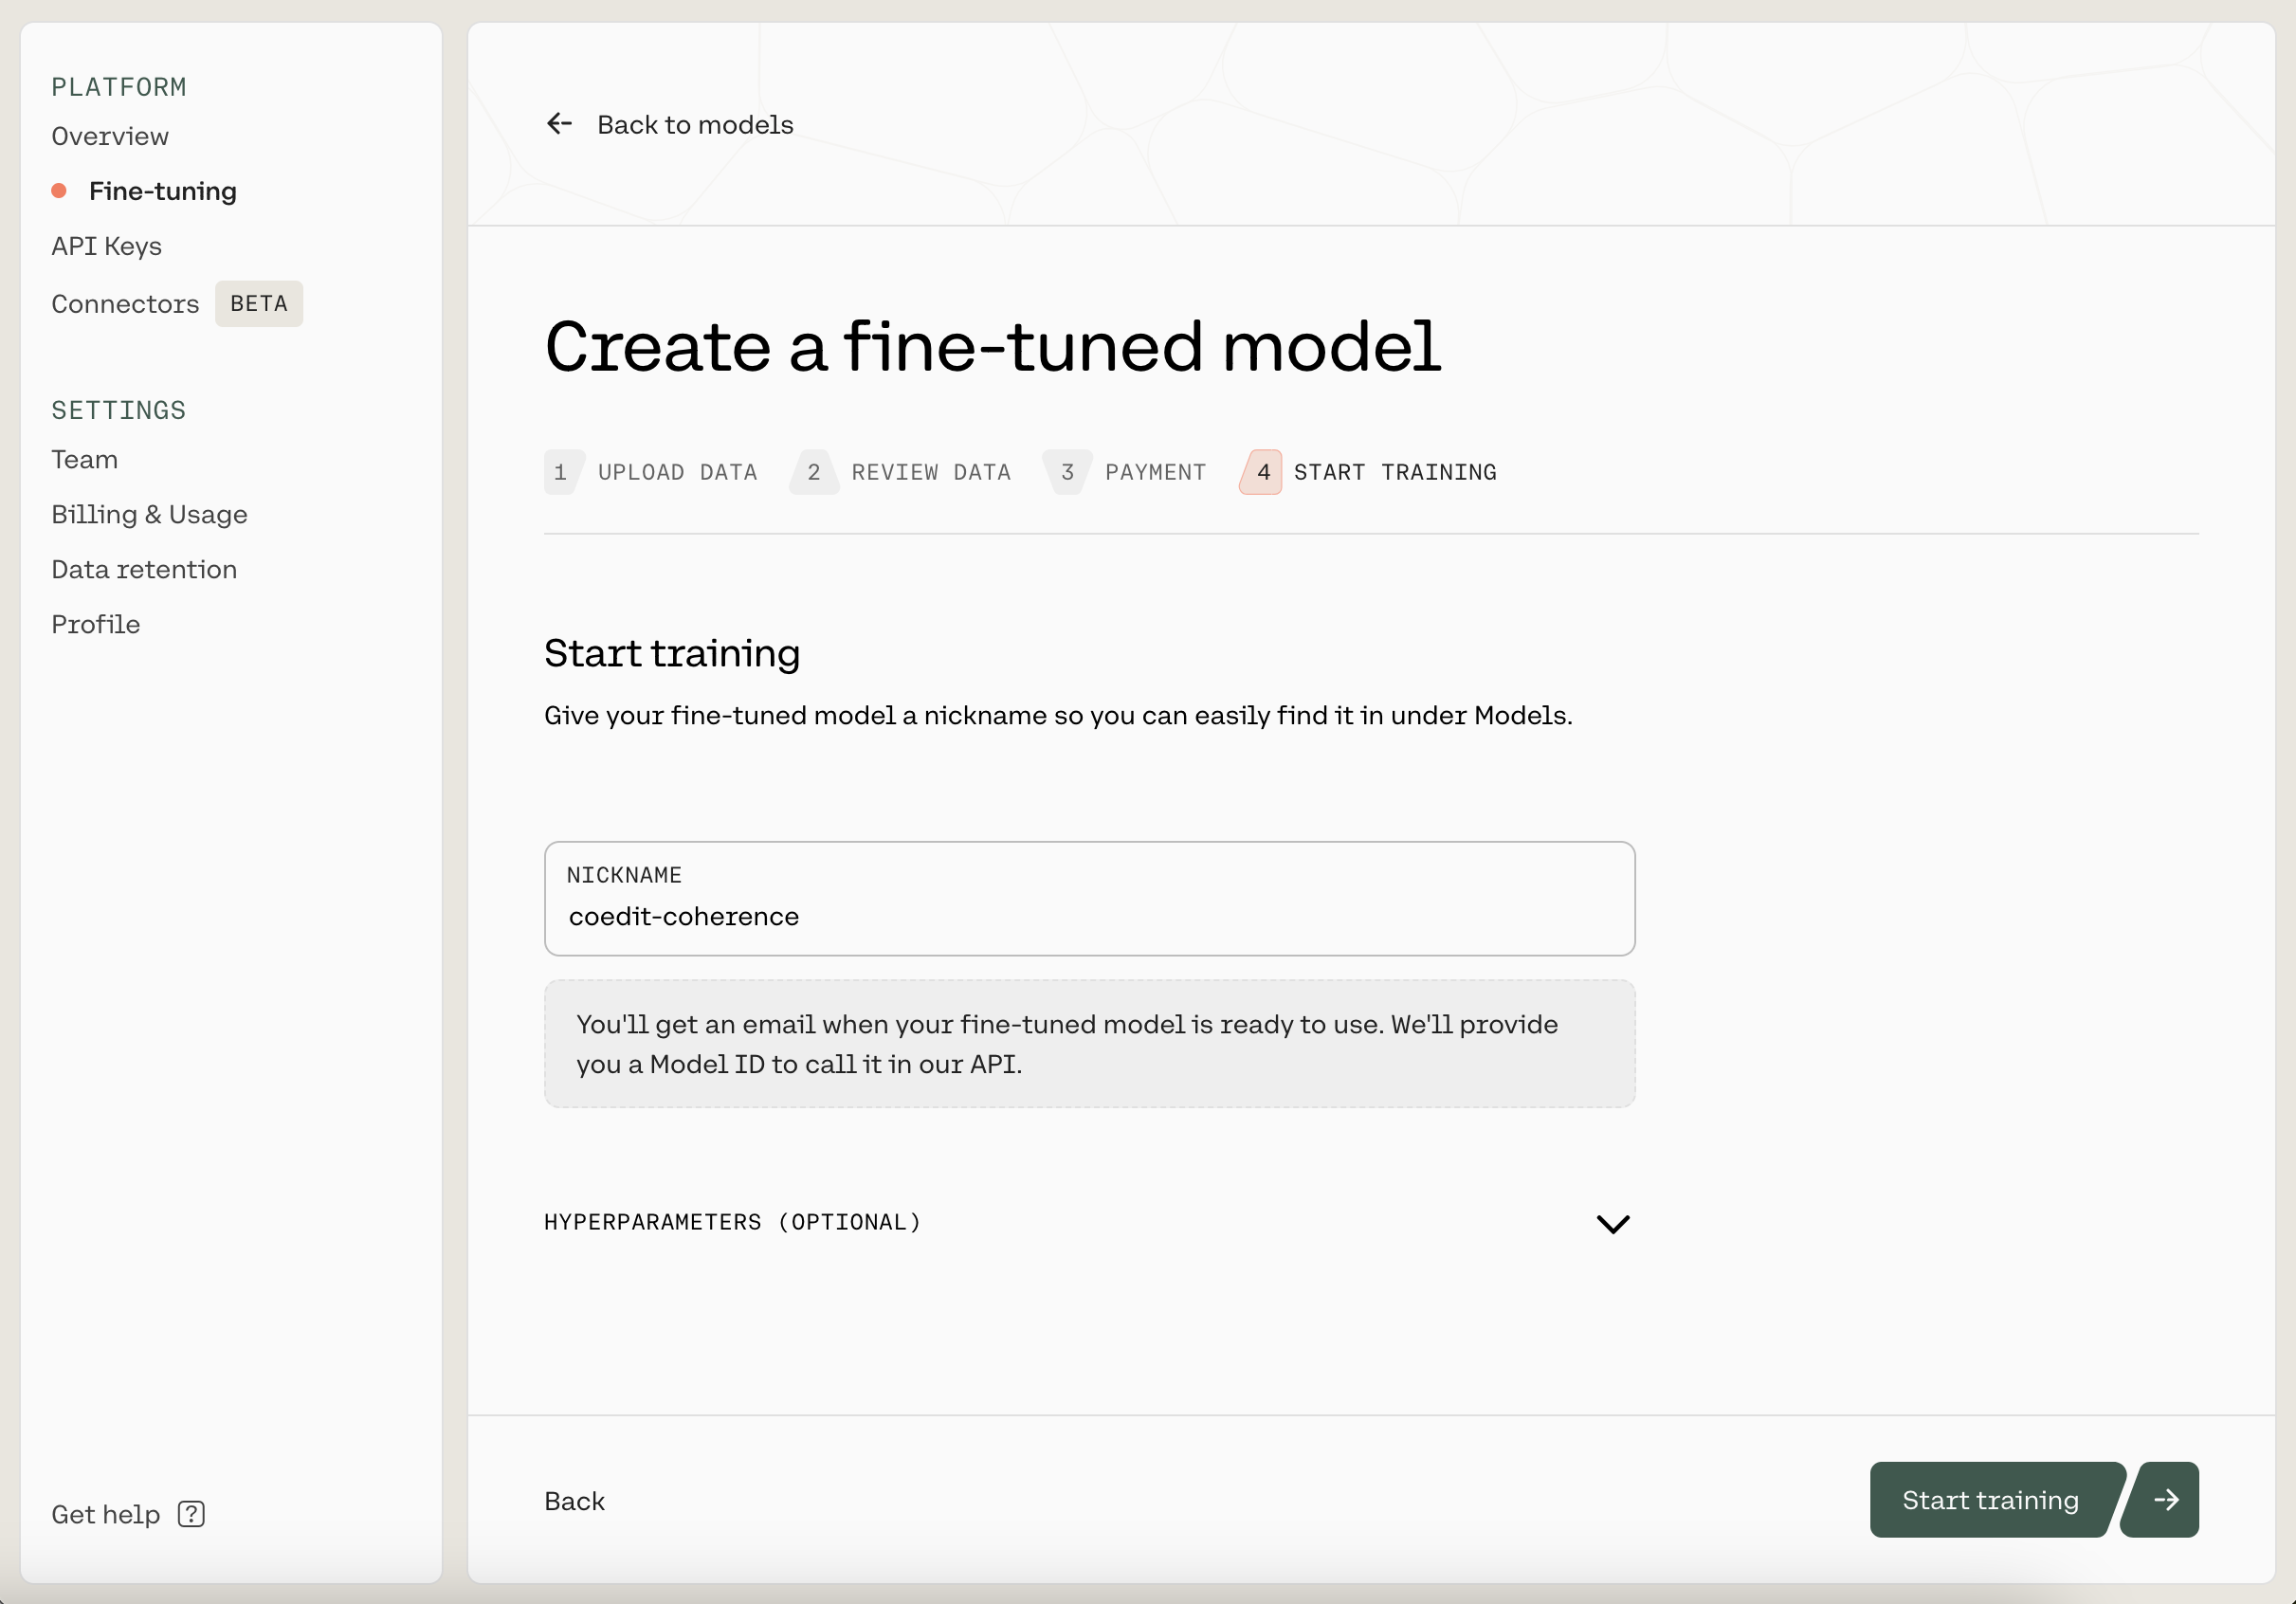 PLATFORM
Overview
Fine-tuning
API Keys
Connectors BETA
SETTINGS
Team
Billing & Usage
Data retention
Profile
Get help ?
Back to models
Create a fine-tuned model
1 UPLOAD DATA 2 REVIEW DATA 3 PAYMENT 4 START TRAINING
Start training
Give your fine-tuned model a nickname so you can easily find it in under Models.
NICKNAME
coedit-coherence
You'll get an email when your fine-tuned model is ready to use. We'll provide
you a Model ID to call it in our API.
HYPERPARAMETERS (OPTIONAL)
Back
Start training